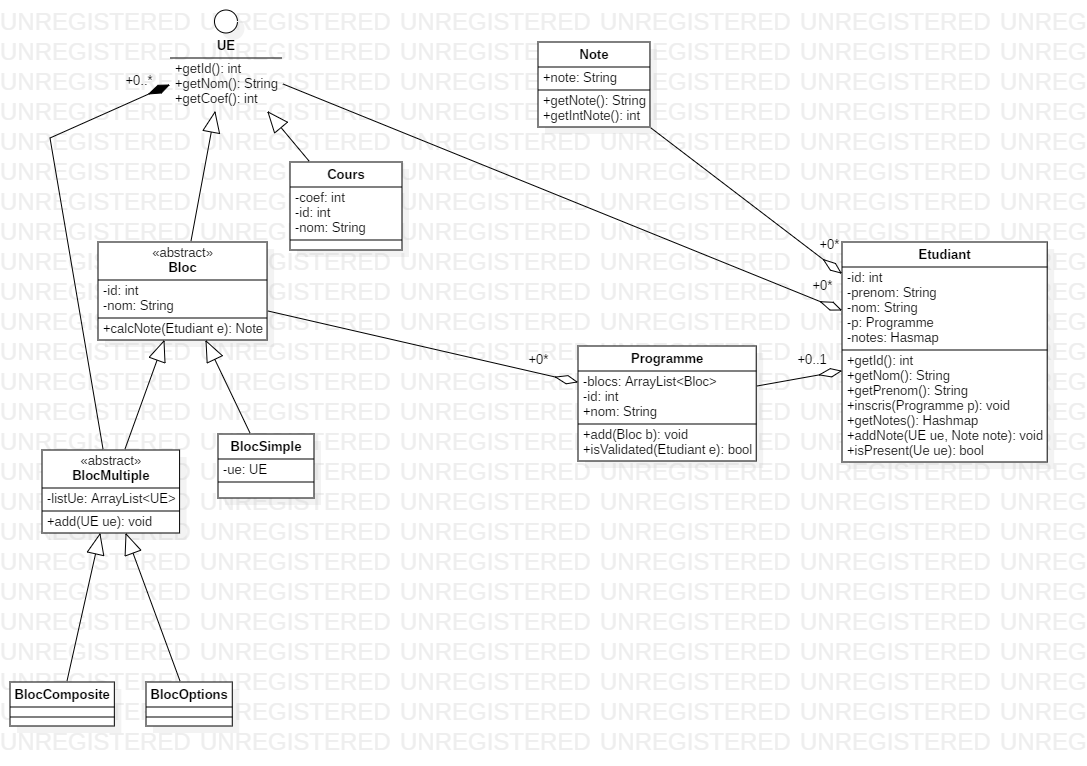 UE
+getId(): int
+getNom(): String
+getCoef(): int
+0..*
Note
+note: String
+getNote(): String
+getIntNote(): int
Cours
-coef: int
-id: int
-nom: String
«abstract»
Bloc
-id: int
-nom: String
+calcNote(Etudiant e): Note
+0*
+0*
+0..1
Etudiant
-id: int
-prenom: String
-nom: String
-p: Programme
-notes: Hasmap
+getId(): int
+getNom(): String
+getPrenom(): String
+inscris(Programme p): void
+getNotes(): Hashmap
+addNote(UE ue, Note note): void
+isPresent(Ue ue): bool
+0*
Programme
-blocs: ArrayList<Bloc>
-id: int
+nom: String
+add(Bloc b): void
+isValidated(Etudiant e): bool
«abstract»
BlocMultiple
-listUe: ArrayList<UE>
+add(UE ue): void
BlocSimple
-ue: UE
BlocComposite
BlocOptions
UNREGISTERED UNREGISTERED UNREGISTERED UNREGISTERED UNREGISTERED UNREG